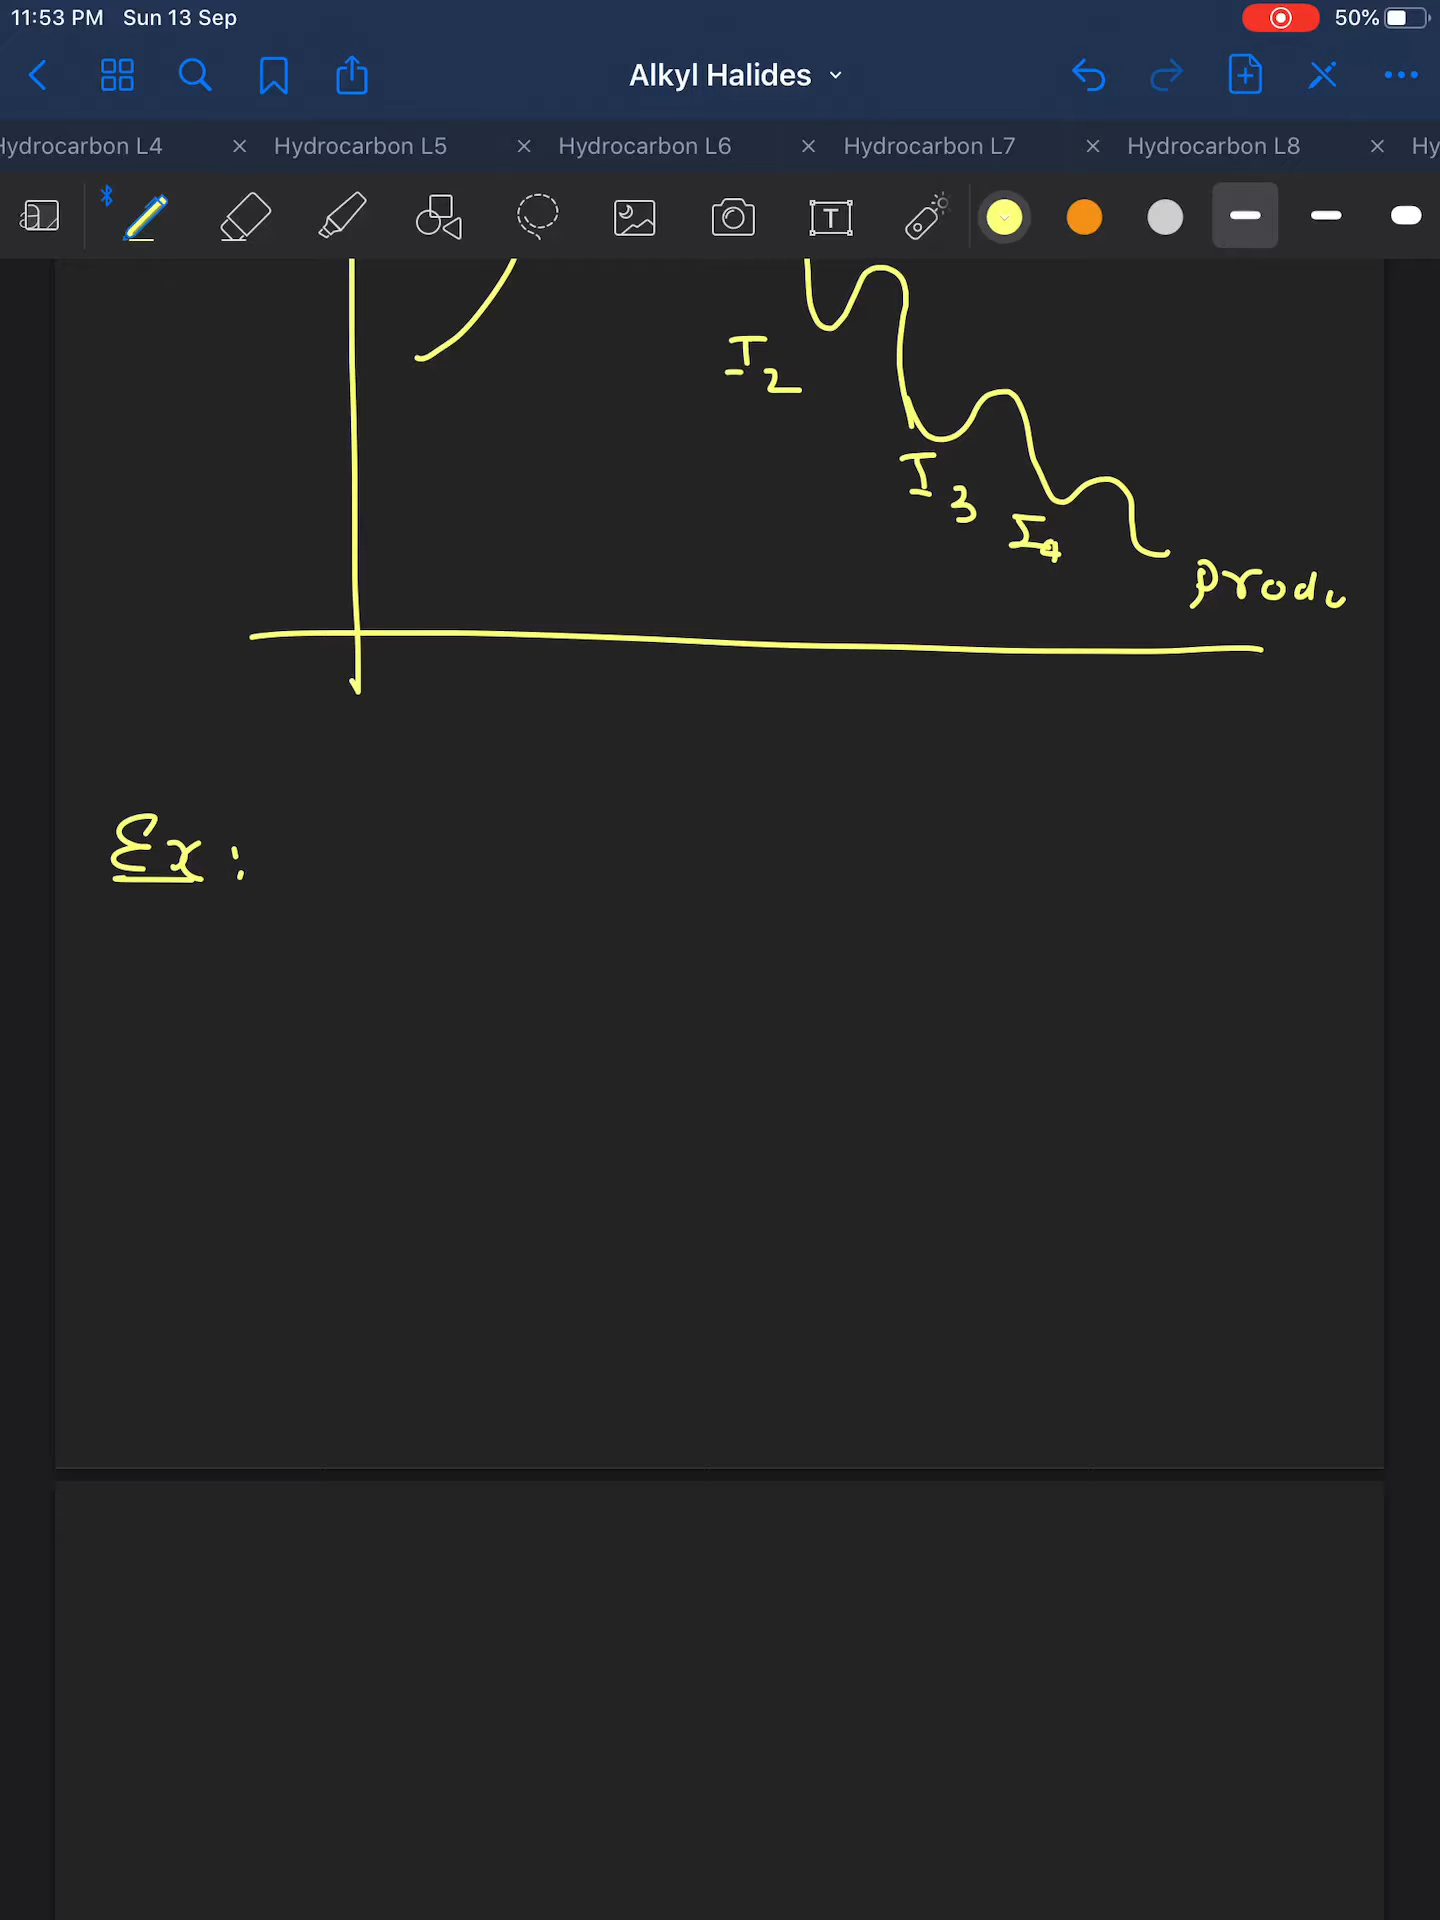 11:53 PM Sun 13 Sep 50%
Alkyl Halides
Hydrocarbon L4 Hydrocarbon L5 Hydrocarbon L6 Hydrocarbon L7 Hydrocarbon L8 Hy
a T
I2
I3
I4
produ
Ex: